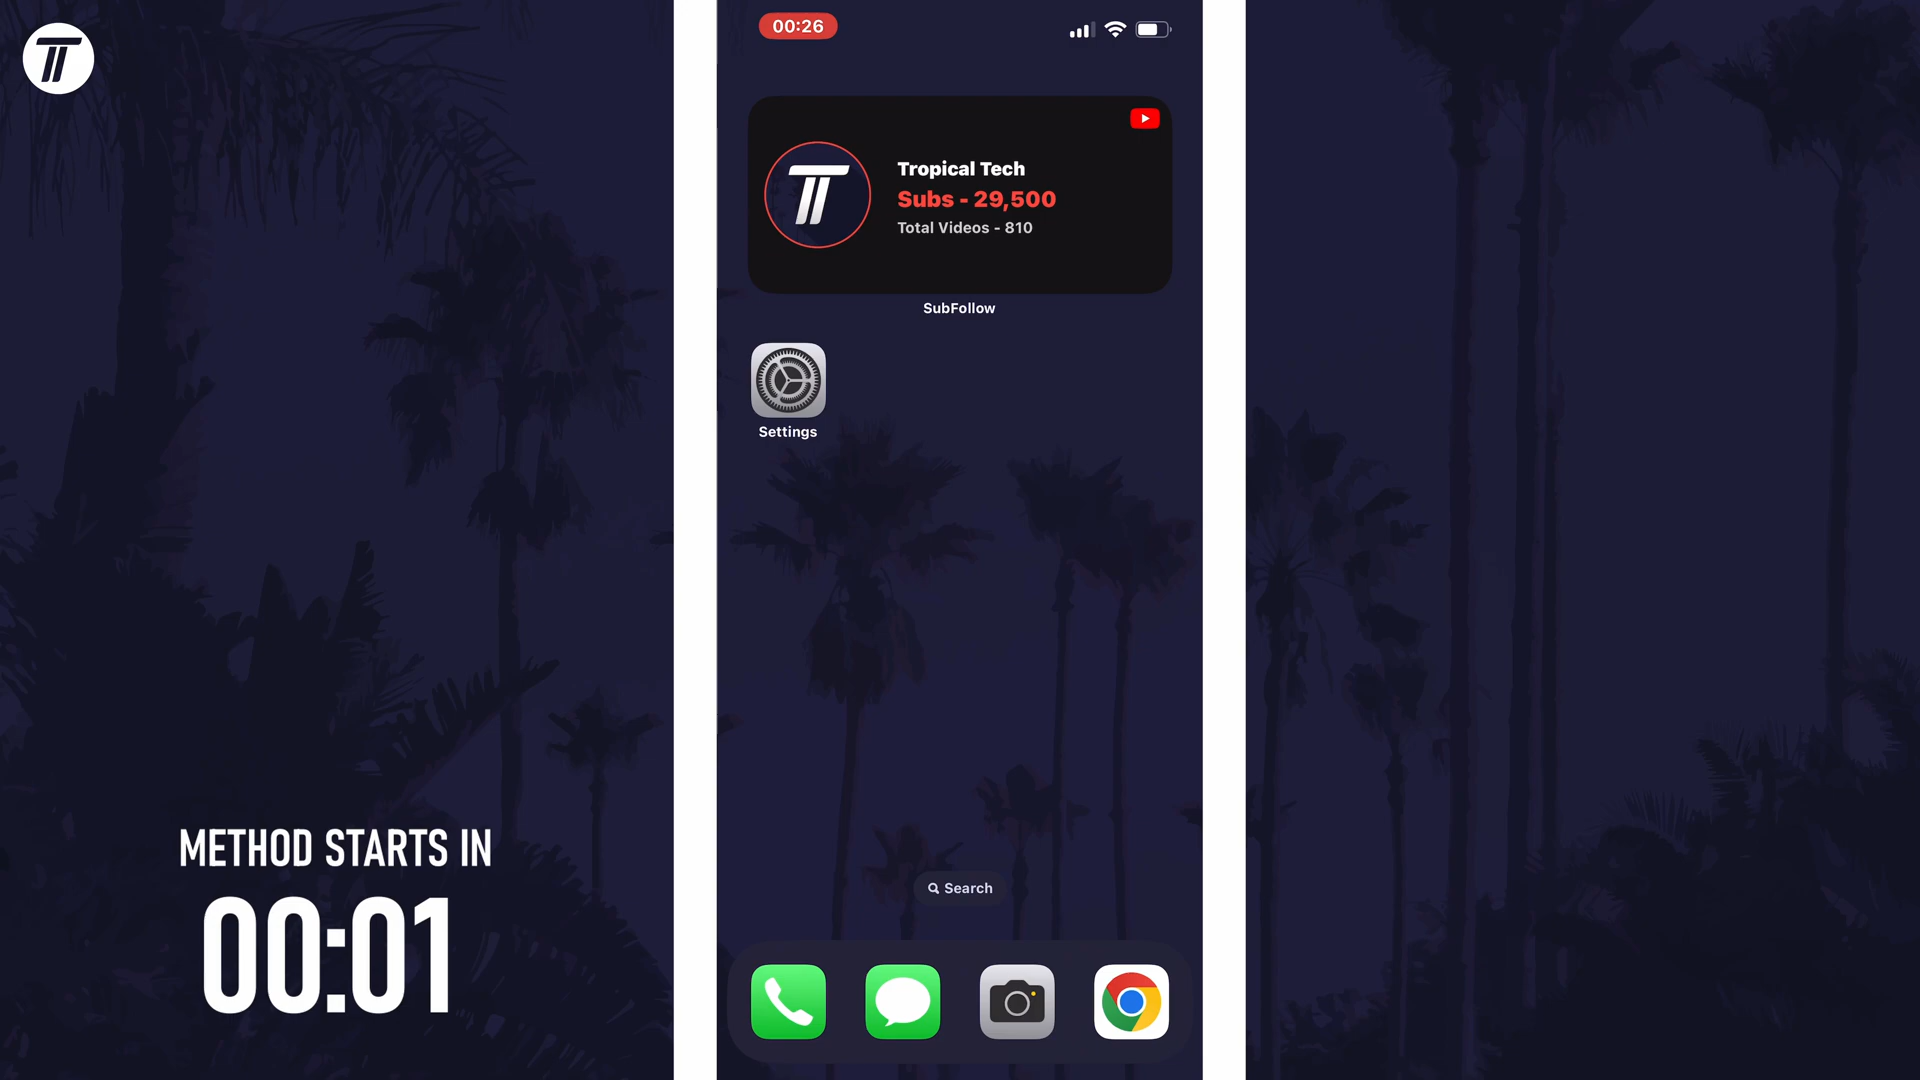 00:26
Tropical Tech
Subs - 29,500
Total Videos - 810
SubFollow
Settings
METHOD STARTS IN
00:01
Search